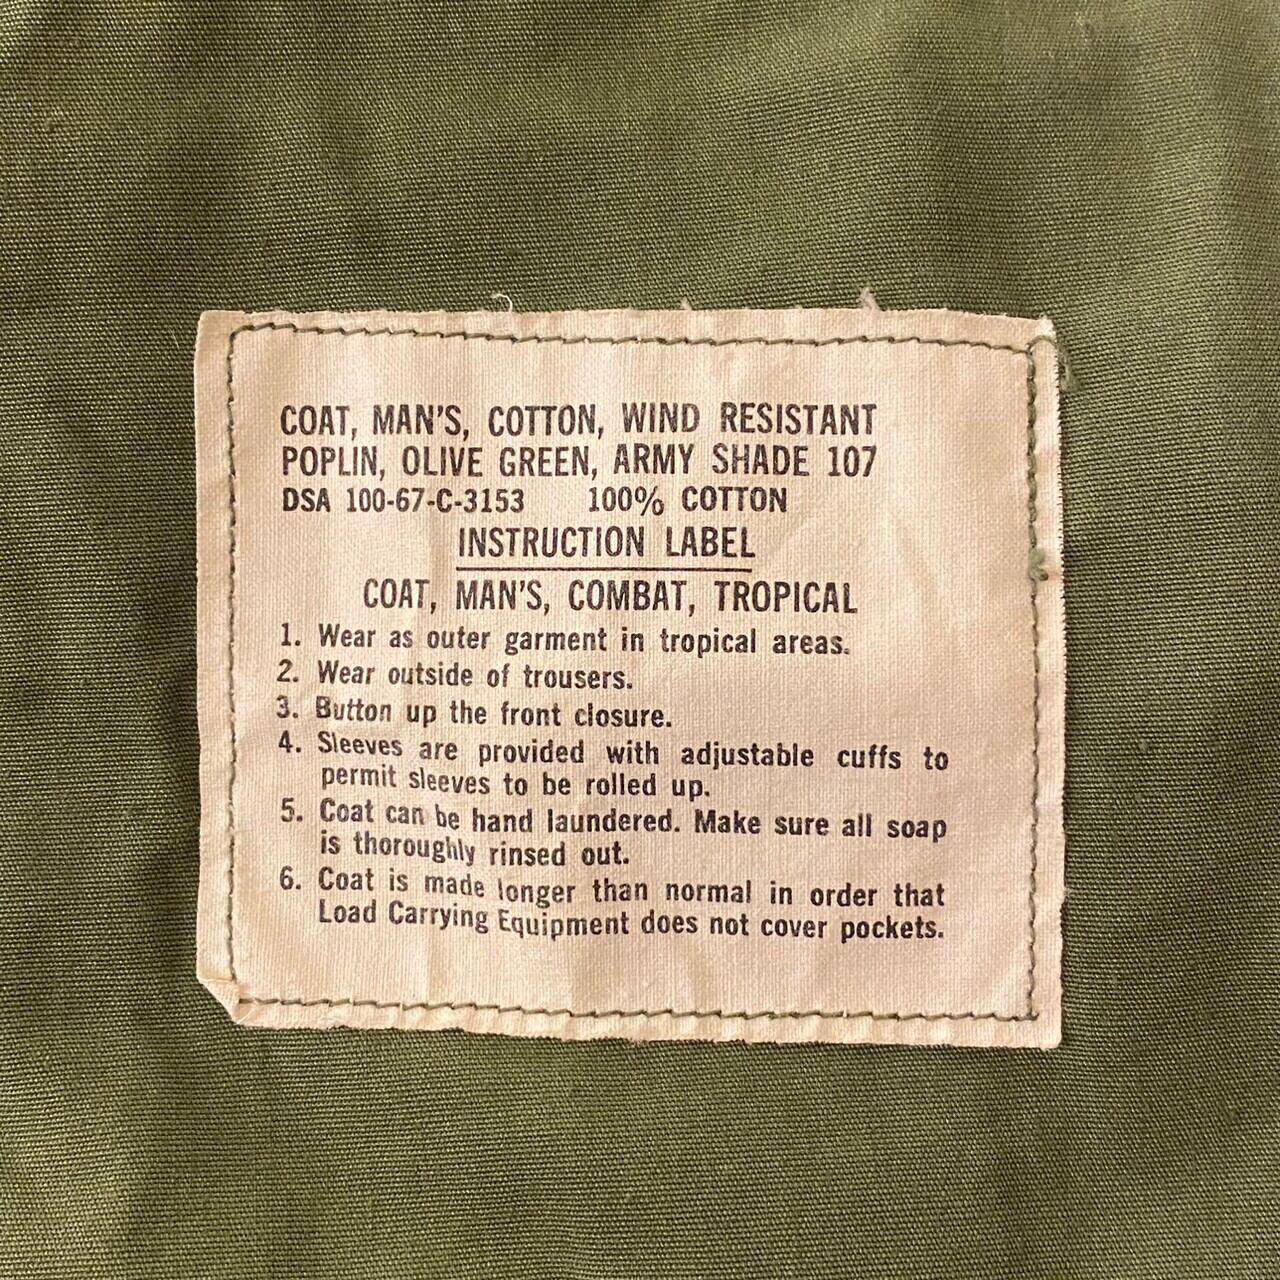 COAT, MAN'S, COTTON, WIND RESISTANT
POPLIN, OLIVE GREEN, ARMY SHADE 107
DSA 100-67-C-3153 100% COTTON
INSTRUCTION LABEL
COAT, MAN'S, COMBAT, TROPICAL
1. Wear as outer garment in tropical areas.
2. Wear outside of trousers.
3. Button up the front closure.
4. Sleeves are provided with adjustable cuffs to
permit sleeves to be rolled up.
5. Coat can be hand laundered. Make sure all soap
is thoroughly rinsed out.
6. Coat is made longer than normal in order that
Load Carrying Equipment does not cover pockets.